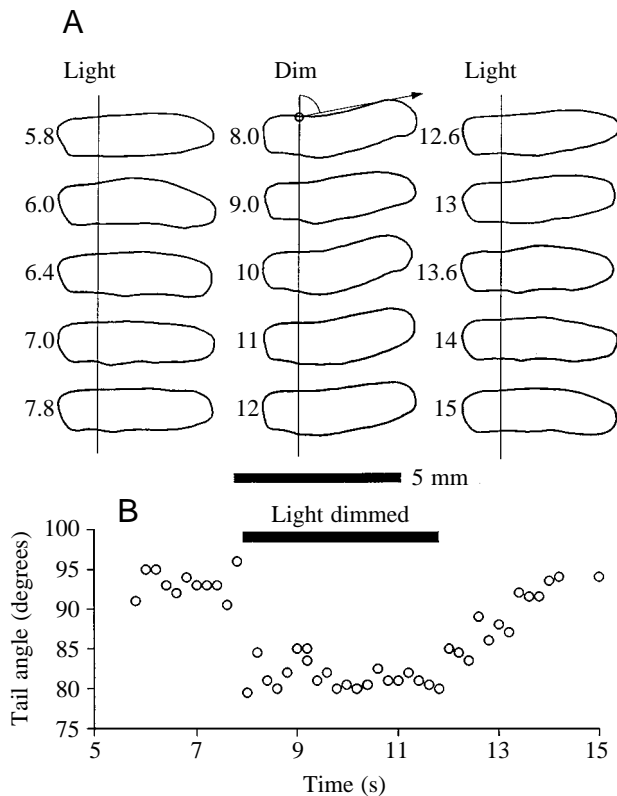 A
Light Dim Light
5.8 8.0 12.6
6.0 9.0 13
6.4 10 13.6
7.0 11 14
7.8 12 15
5 mm
B
Light dimmed
100
95
90
85
80
75
Tail angle (degrees)
5 7 9 11 13 15
Time (s)